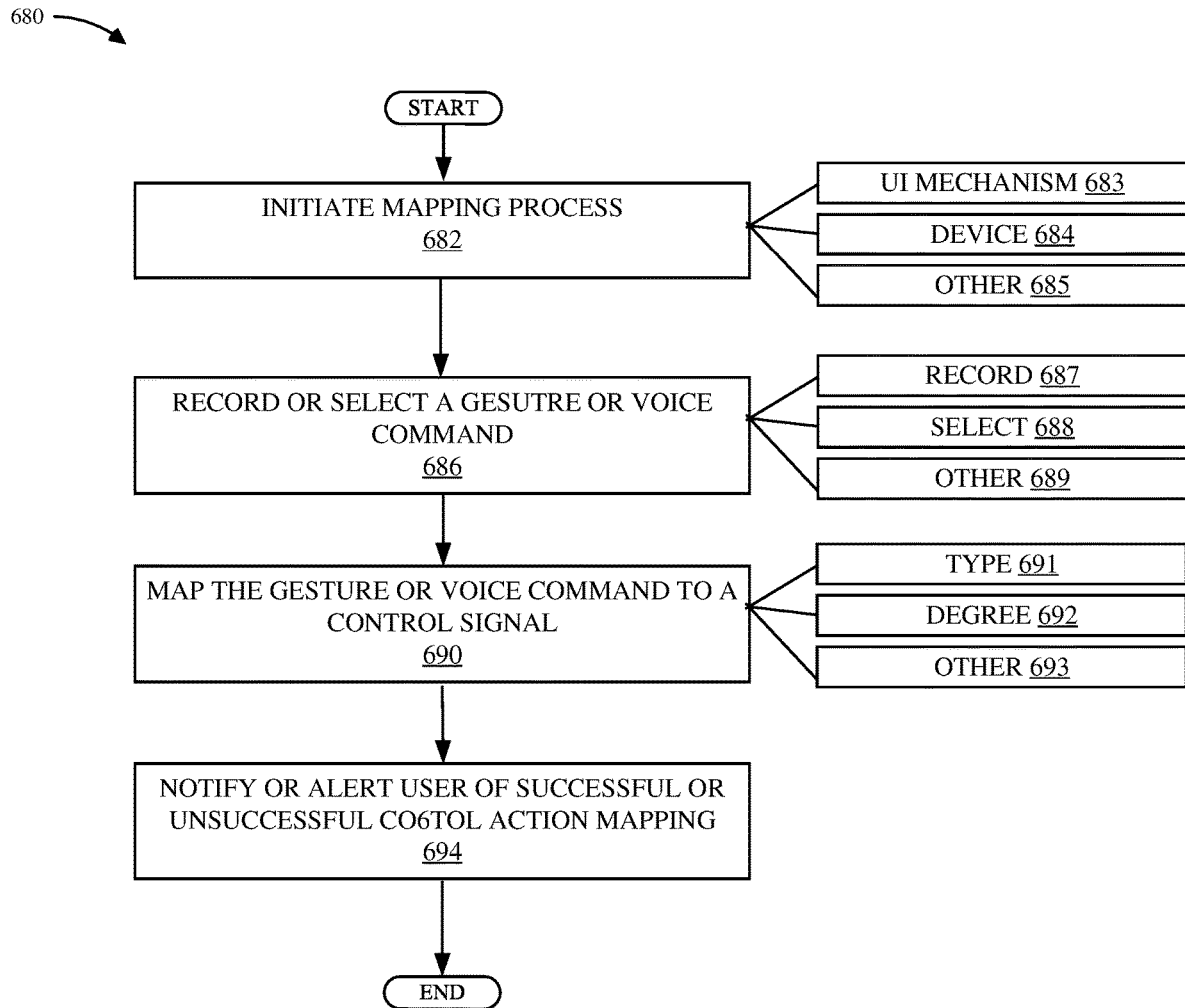 680
START
INITIATE MAPPING PROCESS
682
UI MECHANISM 683
DEVICE 684
OTHER 685
RECORD OR SELECT A GESUTRE OR VOICE
COMMAND
686
RECORD 687
SELECT 688
OTHER 689
MAP THE GESTURE OR VOICE COMMAND TO A
CONTROL SIGNAL
690
TYPE 691
DEGREE 692
OTHER 693
NOTIFY OR ALERT USER OF SUCCESSFUL OR
UNSUCCESSFUL CO6TOL ACTION MAPPING
694
END